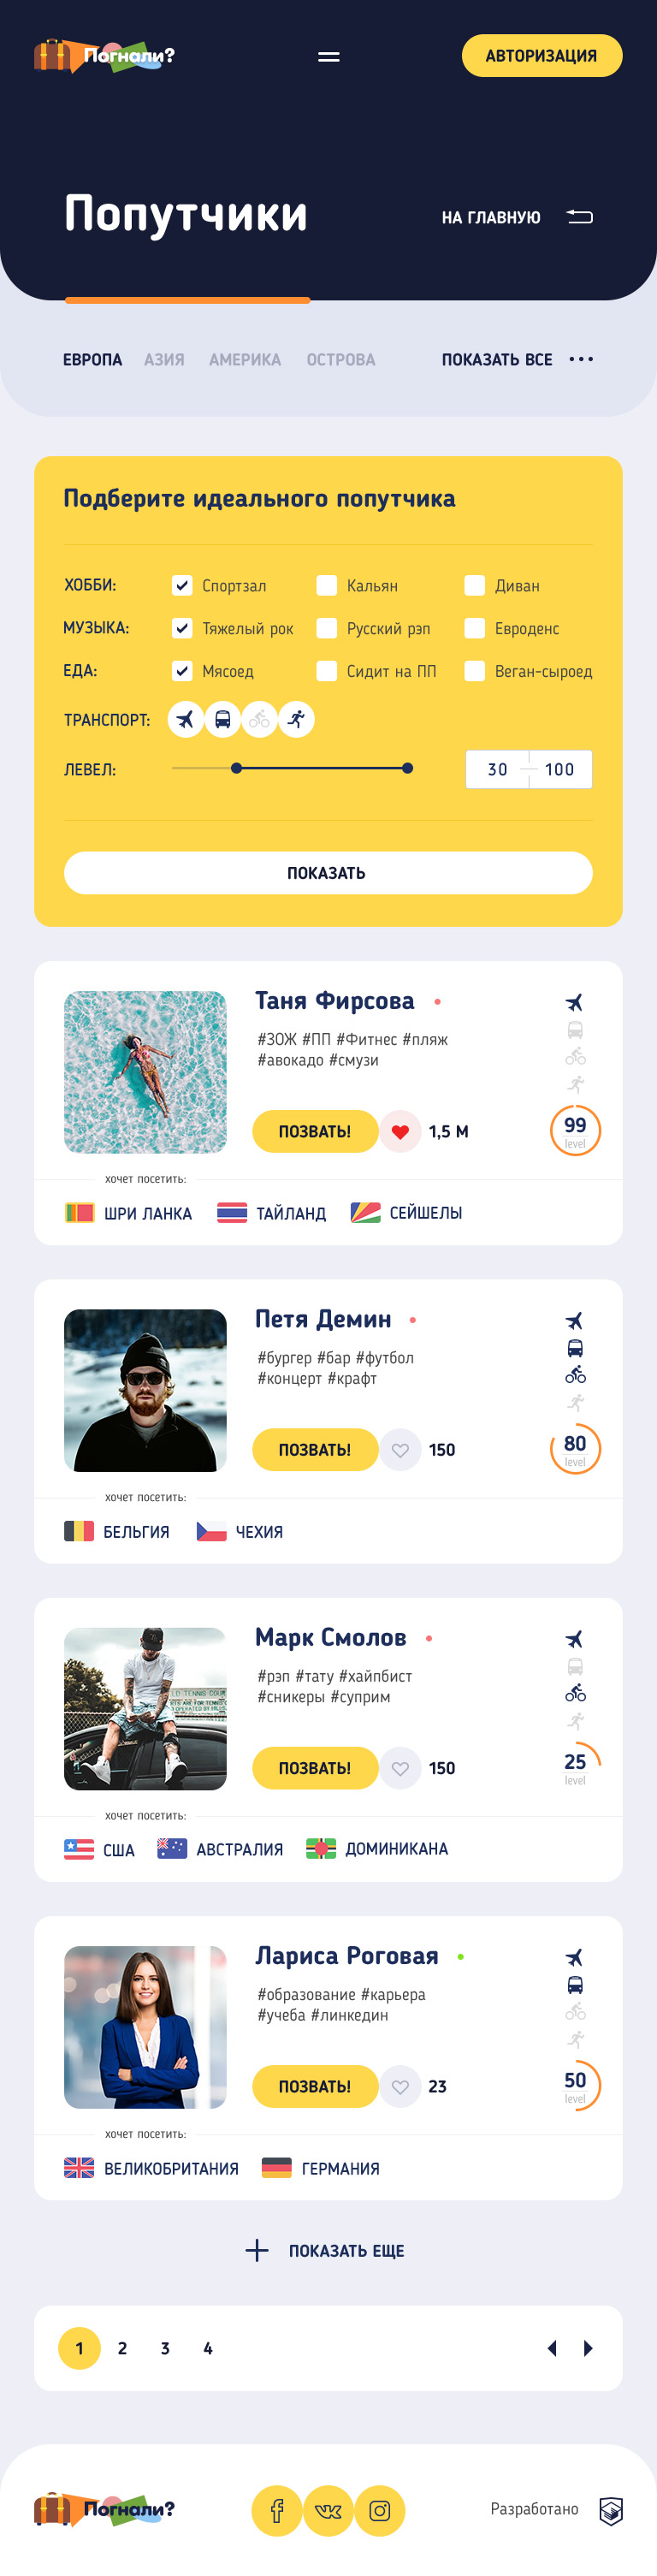 Погнали?
АВТОРИЗАЦИЯ
Попутчики
НА ГЛАВНУЮ
ЕВРОПА АЗИЯ АМЕРИКА ОСТРОВА ПОКАЗАТЬ ВСЕ
Подберите идеального попутчика
ХОББИ: Спортзал Кальян Диван
МУЗЫКА: Тяжелый рок Русский рэп Евроденс
ЕДА: Мясоед Сидит на ПП Веган-сыроед
ТРАНСПОРТ:
ЛЕВЕЛ: 30 100
ПОКАЗАТЬ
Таня Фирсова
#ЗОЖ #ПП #Фитнес #пляж
#авокадо #смузи
ПОЗВАТЬ! 1,5 М
99
level
хочет посетить:
ШРИ ЛАНКА ТАЙЛАНД СЕЙШЕЛЫ
Петя Демин
#бургер #бар #футбол
#концерт #крафт
ПОЗВАТЬ! 150
80
level
хочет посетить:
БЕЛЬГИЯ ЧЕХИЯ
Марк Смолов
#рэп #тату #хайпбист
#сникеры #суприм
ПОЗВАТЬ! 150
25
level
хочет посетить:
США АВСТРАЛИЯ ДОМИНИКАНА
Лариса Роговая
#образование #карьера
#учеба #линкедин
ПОЗВАТЬ! 23
50
level
хочет посетить:
ВЕЛИКОБРИТАНИЯ ГЕРМАНИЯ
ПОКАЗАТЬ ЕЩЕ
1 2 3 4
Погнали?
Разработано